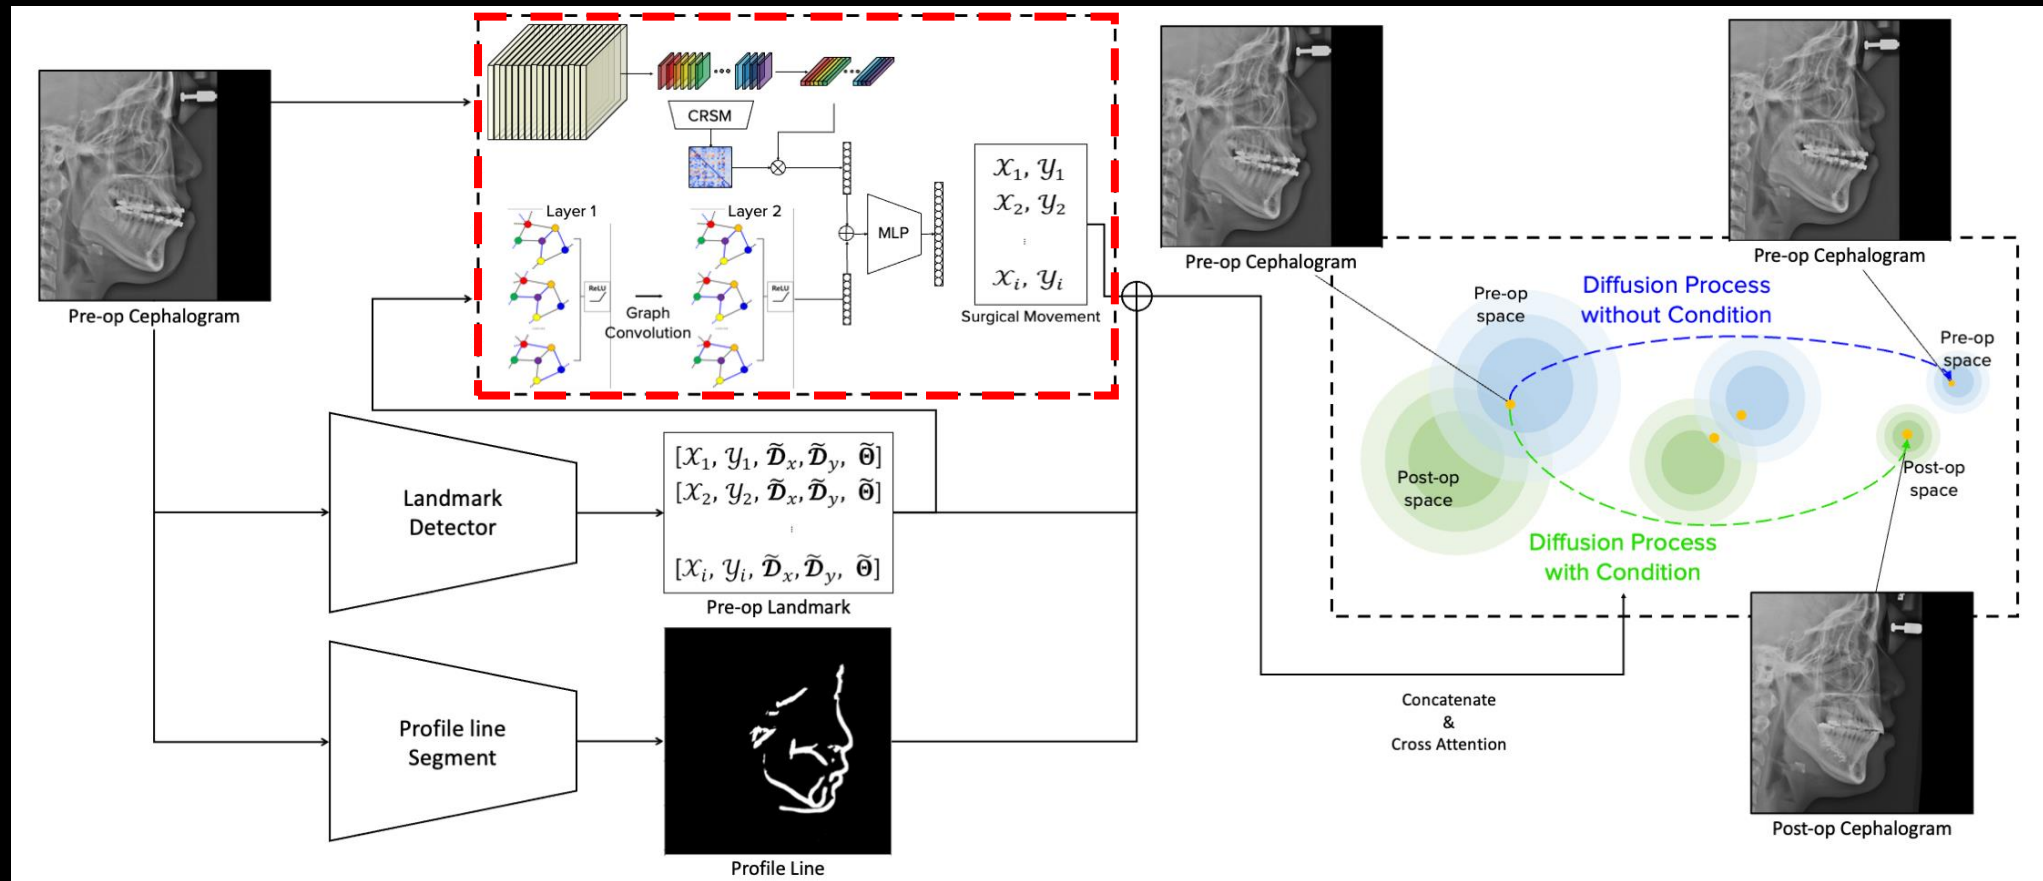 Pre-op Cephalogram
CRSM
Layer 1
Layer 2
ReLU
Graph
Convolution
ReLU
MLP
𝒳₁, 𝒴₁
𝒳₂, 𝒴₂
⋮
𝒳ᵢ, 𝒴ᵢ
Surgical Movement
Landmark
Detector
[𝒳₁, 𝒴₁, 𝓓̃ₓ, 𝓓̃ᵧ, 𝚯̃]
[𝒳₂, 𝒴₂, 𝓓̃ₓ, 𝓓̃ᵧ, 𝚯̃]
⋮
[𝒳ᵢ, 𝒴ᵢ, 𝓓̃ₓ, 𝓓̃ᵧ, 𝚯̃]
Pre-op Landmark
Profile line
Segment
Profile Line
Pre-op Cephalogram
Pre-op Cephalogram
Pre-op
space
Diffusion Process
without Condition
Pre-op
space
Post-op
space
Post-op
space
Diffusion Process
with Condition
Concatenate
&
Cross Attention
Post-op Cephalogram